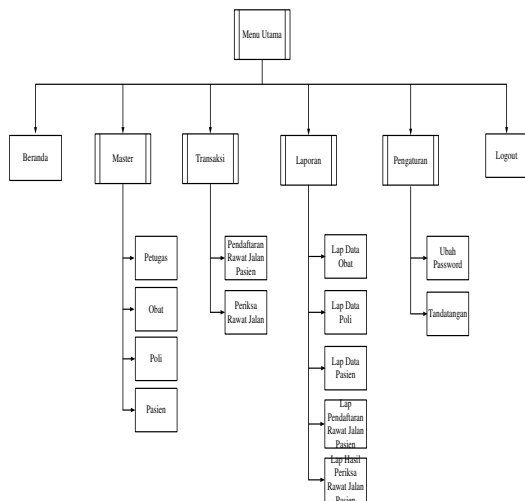 Menu Utama
Beranda
Master
Transaksi
Laporan
Pengaturan
Logout
Petugas
Obat
Poli
Pasien
Pendaftaran
Rawat Jalan
Pasien
Periksa
Rawat Jalan
Lap Data
Obat
Lap Data
Poli
Lap Data
Pasien
Lap
Pendaftaran
Rawat Jalan
Pasien
Lap Hasil
Periksa
Rawat Jalan
Pasien
Ubah
Password
Tandatangan